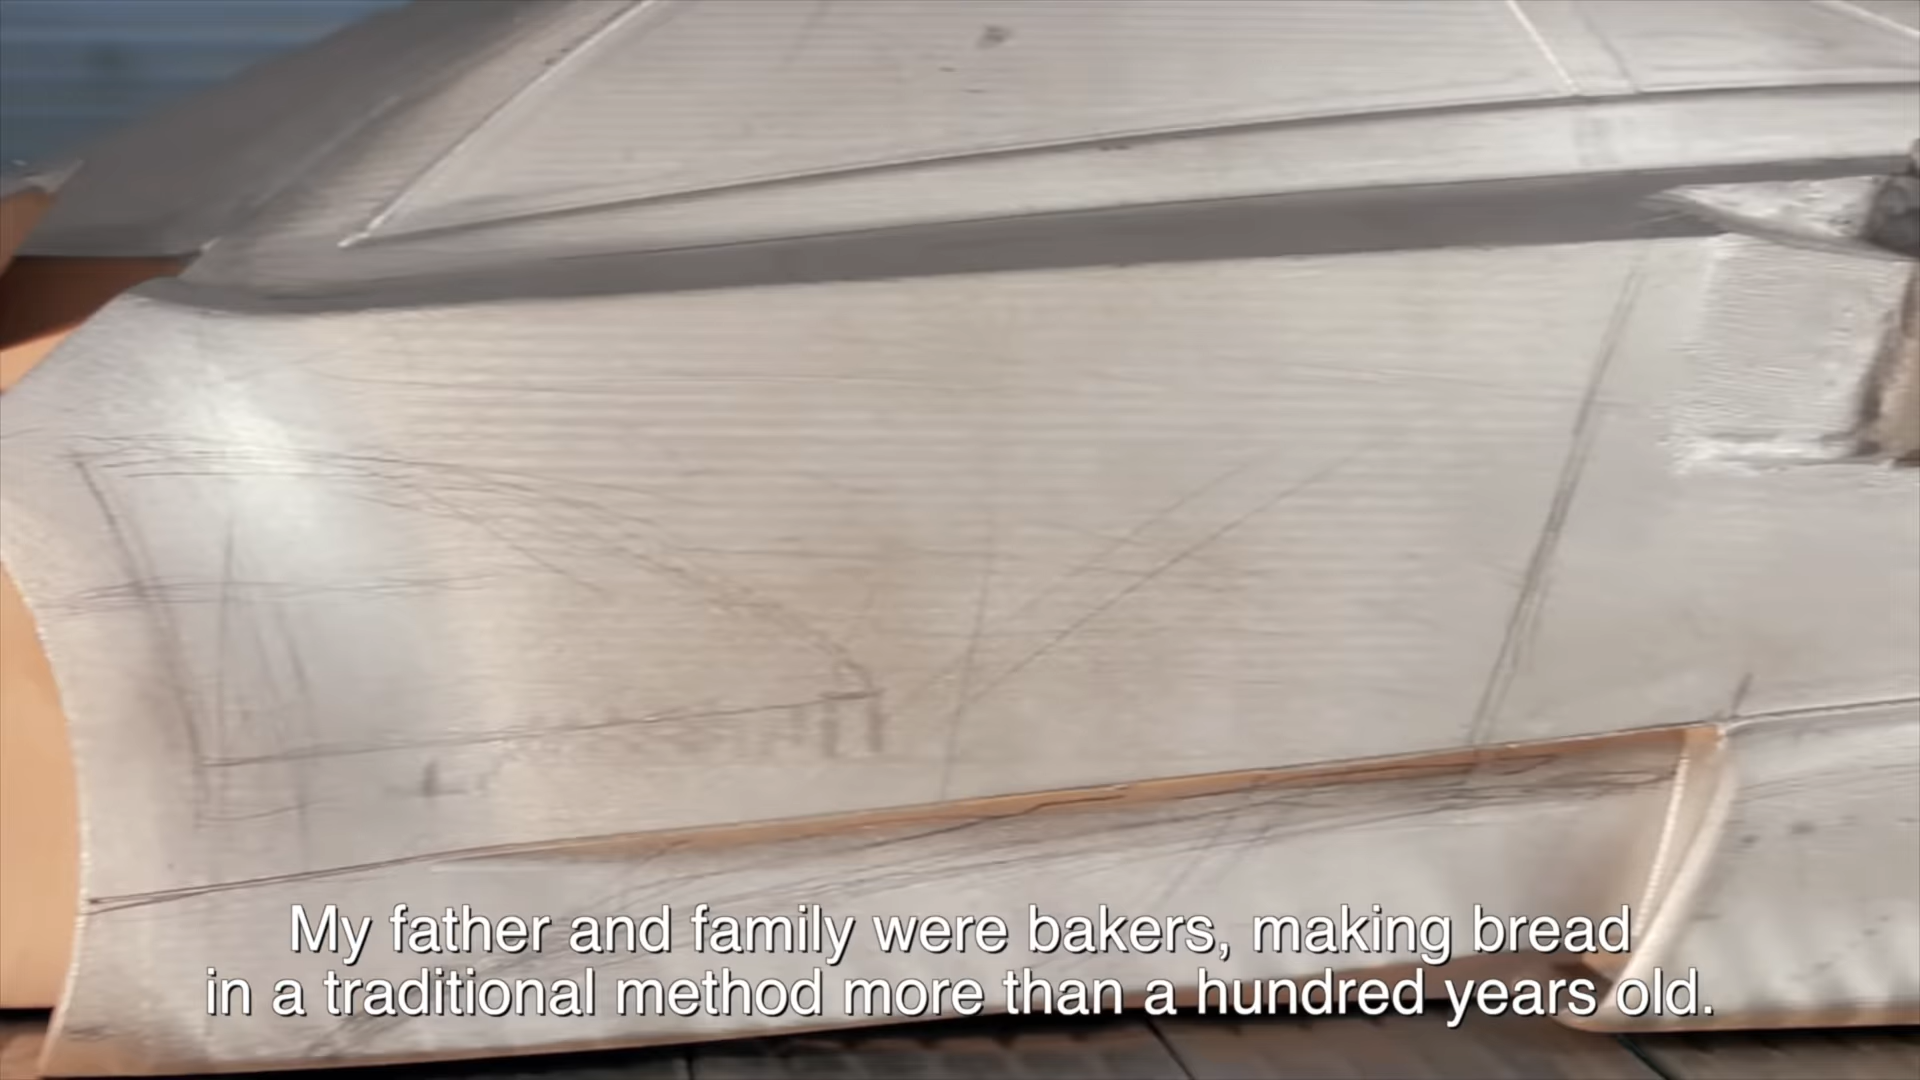 My father and family were bakers, making bread
in a traditional method more than a hundred years old.